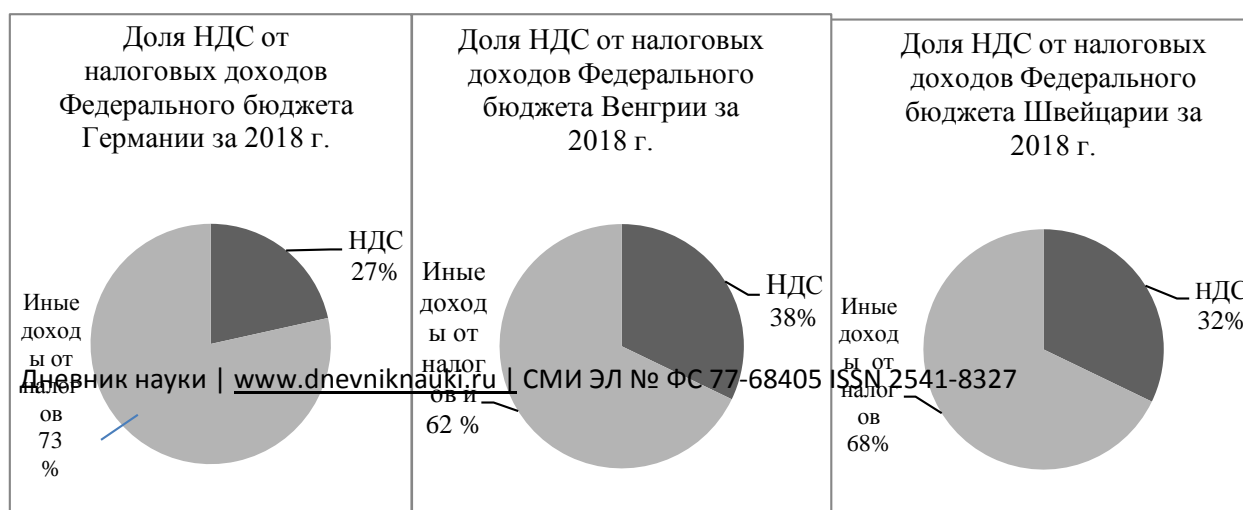 Доля НДС от
налоговых доходов
Федерального бюджета
Германии за 2018 г.
НДС
27%
Иные
доход
ы от
налог
ов
73
%
Доля НДС от налоговых
доходов Федерального
бюджета Венгрии за
2018 г.
НДС
38%
Иные
доход
ы от
налог
ов и
62 %
Доля НДС от налоговых
доходов Федерального
бюджета Швейцарии за
2018 г.
НДС
32%
Иные
доход
ы от
налог
ов
68%
Дневник науки | www.dnevniknauki.ru | СМИ ЭЛ № ФС 77-68405 ISSN 2541-8327